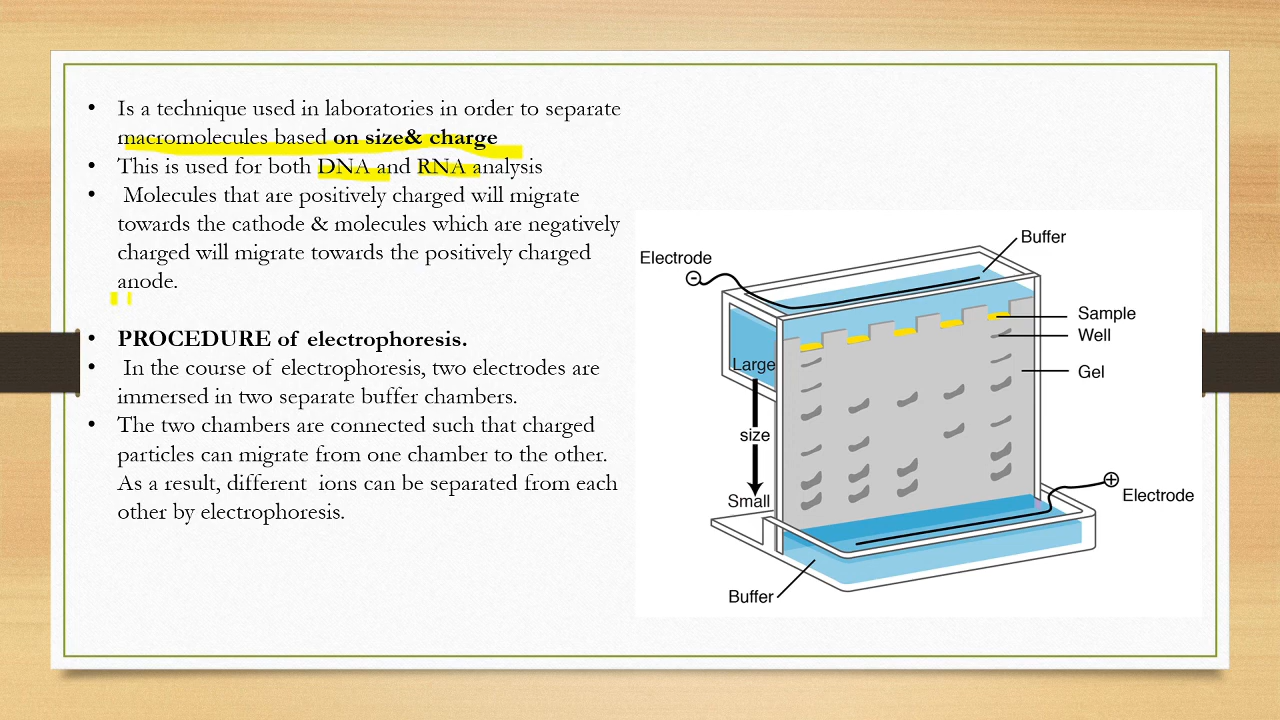 • Is a technique used in laboratories in order to separate
macromolecules based on size& charge
• This is used for both DNA and RNA analysis
• Molecules that are positively charged will migrate
towards the cathode & molecules which are negatively
charged will migrate towards the positively charged
anode.
• PROCEDURE of electrophoresis.
• In the course of electrophoresis, two electrodes are
immersed in two separate buffer chambers.
• The two chambers are connected such that charged
particles can migrate from one chamber to the other.
As a result, different ions can be separated from each
other by electrophoresis.
Buffer
Electrode
−
Sample
Well
Large
Gel
size
+
Electrode
Small
Buffer